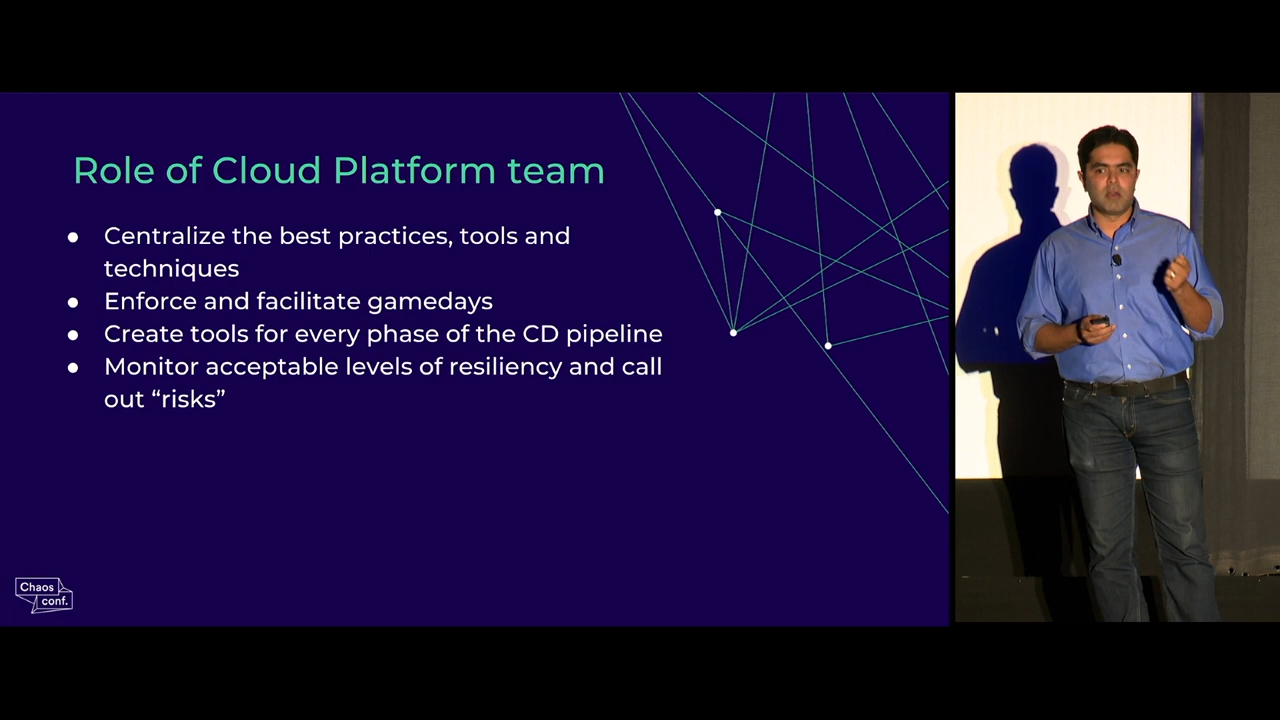 Role of Cloud Platform team
● Centralize the best practices, tools and
techniques
● Enforce and facilitate gamedays
● Create tools for every phase of the CD pipeline
● Monitor acceptable levels of resiliency and call
out “risks”
Chaos
conf.